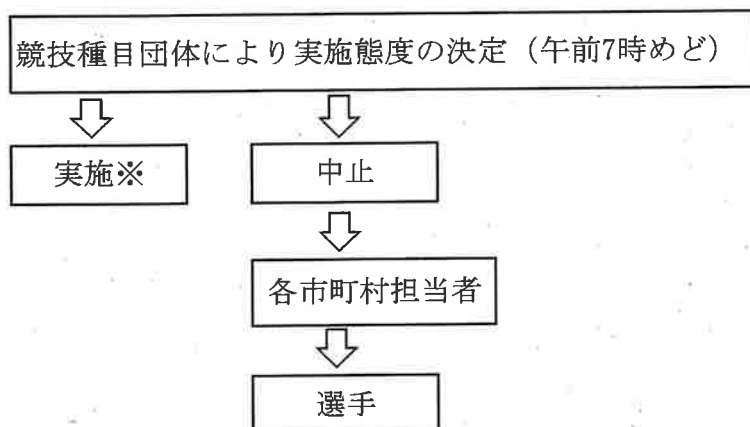 競技種目団体により実施態度の決定（午前7時めど）
実施※
中止
各市町村担当者
選手